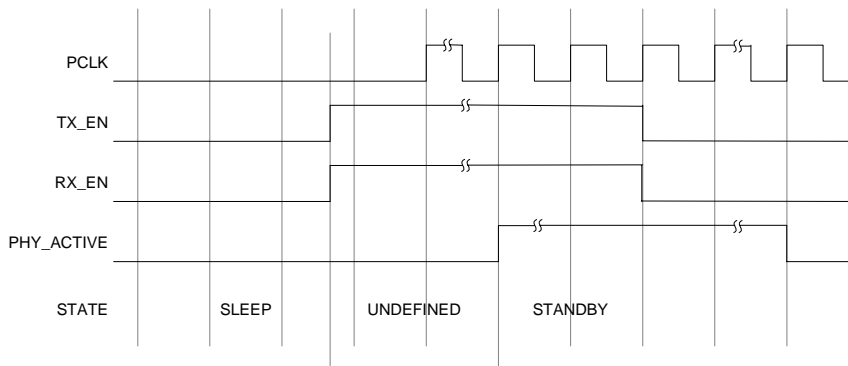 PCLK
TX_EN
RX_EN
PHY_ACTIVE
STATE SLEEP UNDEFINED STANDBY